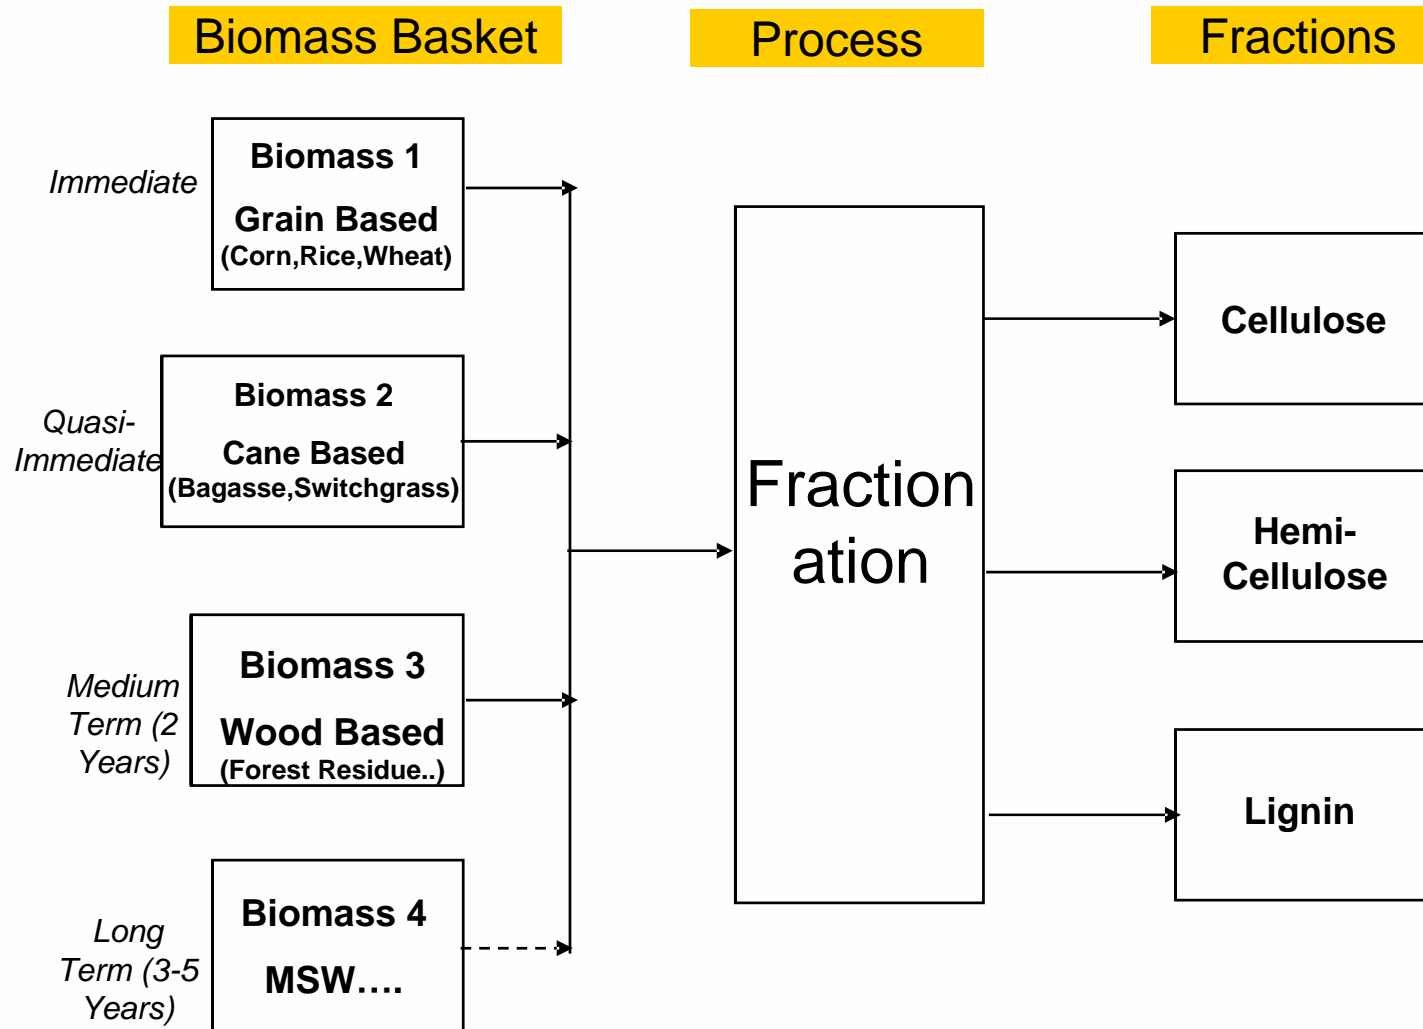 Biomass Basket
Process
Fractions
Immediate
Biomass 1
Grain Based
(Corn,Rice,Wheat)
Quasi-
Immediate
Biomass 2
Cane Based
(Bagasse,Switchgrass)
Medium
Term (2
Years)
Biomass 3
Wood Based
(Forest Residue..)
Long
Term (3-5
Years)
Biomass 4
MSW....
Fraction
ation
Cellulose
Hemi-
Cellulose
Lignin